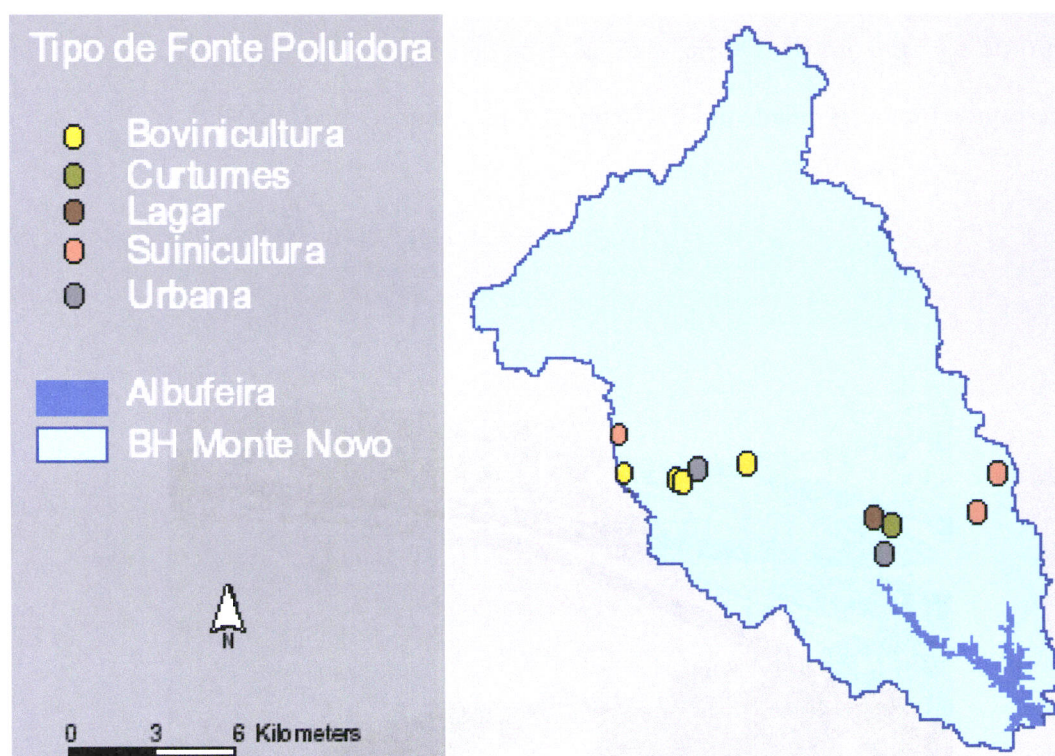 Tipo de Fonte Poluidora
Bovinicultura
Curtumes
Lagar
Suinicultura
Urbana
Albufeira
BH Monte Novo
N
0 3 6 Kilometers